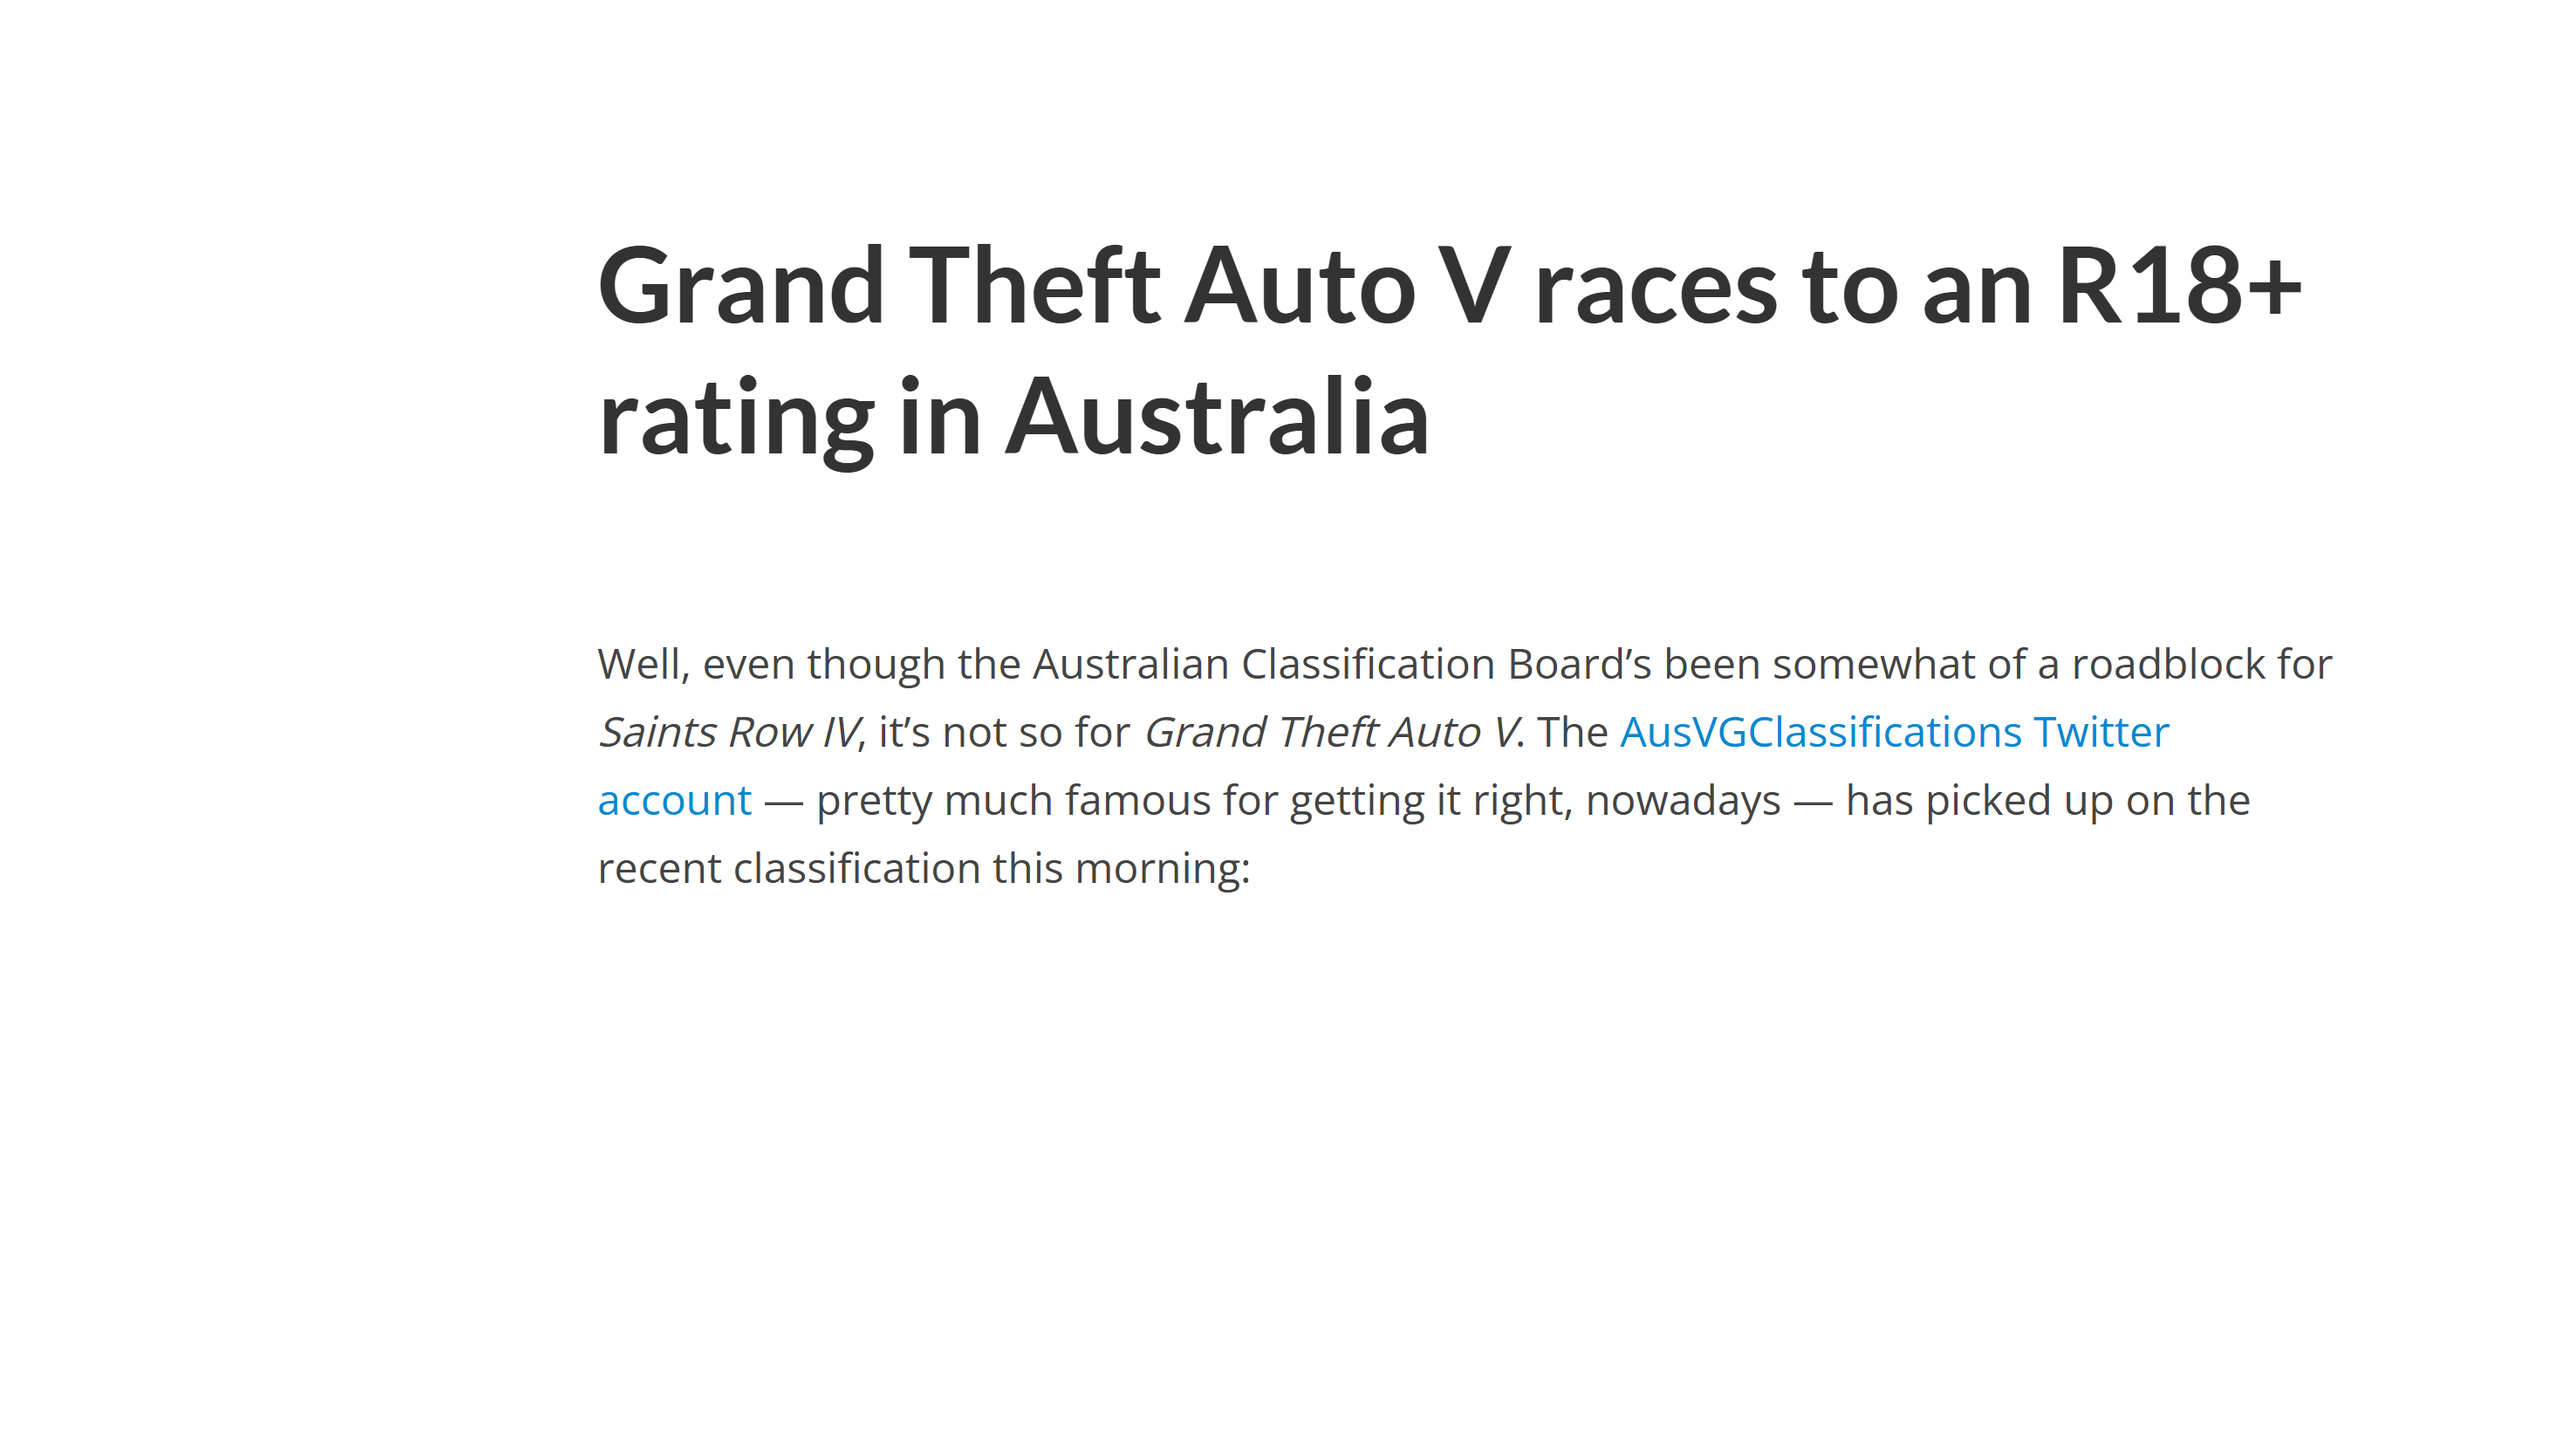 Grand Theft Auto V races to an R18+
rating in Australia
Well, even though the Australian Classification Board’s been somewhat of a roadblock for
Saints Row IV, it’s not so for Grand Theft Auto V. The AusVGClassifications Twitter
account — pretty much famous for getting it right, nowadays — has picked up on the
recent classification this morning: